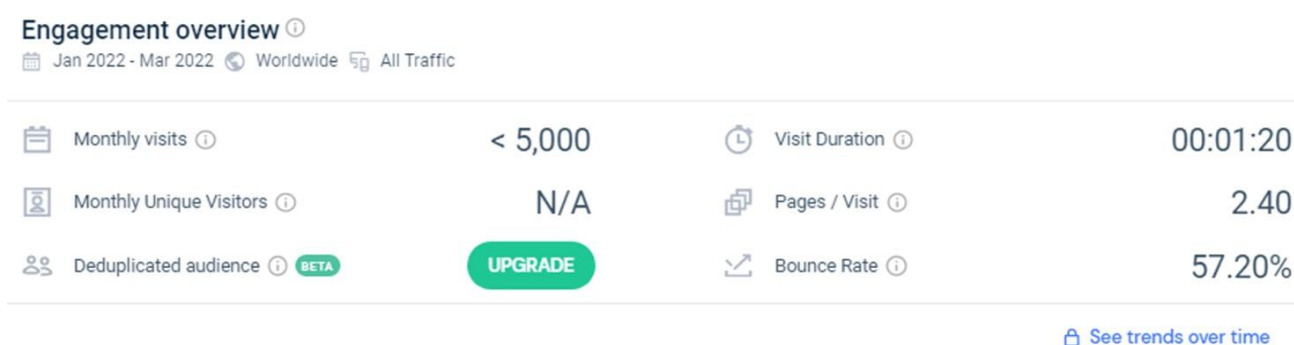 Engagement overview
Jan 2022 - Mar 2022 Worldwide All Traffic
Monthly visits < 5,000
Visit Duration 00:01:20
Monthly Unique Visitors N/A
Pages / Visit 2.40
Deduplicated audience BETA UPGRADE
Bounce Rate 57.20%
See trends over time